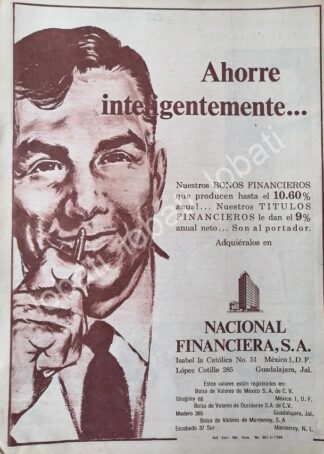 Ahorre
inteligentemente...
Nuestros BONOS FINANCIEROS
que producen hasta el 10.60%
anual... Nuestros TITULOS
FINANCIEROS le dan el 9%
anual neto... Son al portador.
Adquiéralos en
NACIONAL
FINANCIERA, S.A.
Isabel la Católica No. 51 México 1, D.F.
López Cotilla 285 Guadalajara, Jal.
Estos valores están registrados en:
Bolsa de Valores de México S.A. de C.V.
Uruguay 68 México 1, D.F.
Bolsa de Valores de Occidente S.A. de C.V.
Madero 385 Guadalajara, Jal.
Bolsa de Valores de Monterrey, S.A.
Escobedo 33 Sur Monterrey, N.L.